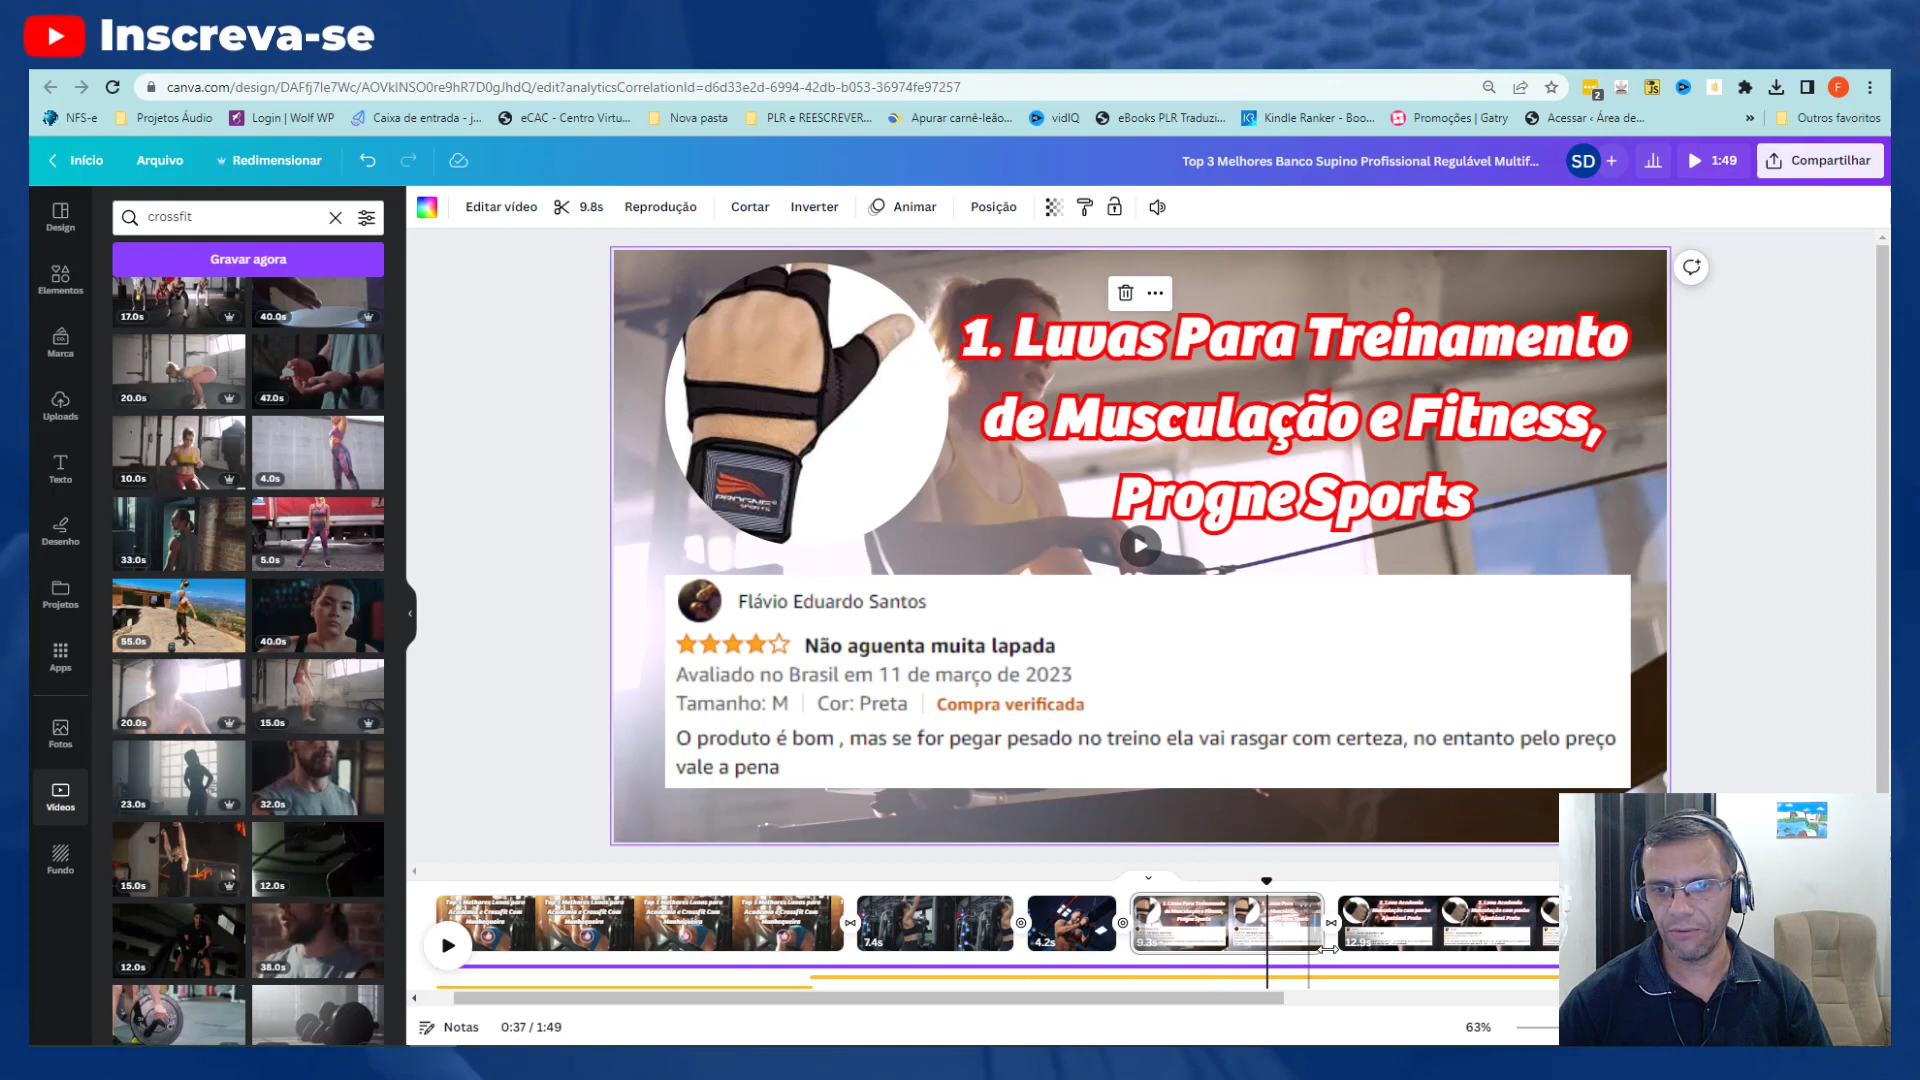 Inscreva-se
canva.com/design/DAFfj7Ie7Wc/AOVkINSO0re9hR7D0gJhdQ/edit?analyticsCorrelationId=d6d33e2d-6994-42db-b053-36974fe97257
2
JS
F
NFS-e
Projetos Áudio
Login | Wolf WP
Caixa de entrada - j...
eCAC - Centro Virtu...
Nova pasta
PLR e REESCREVER...
Apurar carnê-leão...
vidIQ
eBooks PLR Traduzi...
Kindle Ranker - Boo...
Promoções | Gatry
Acessar ‹ Área de...
»
Outros favoritos
Início
Arquivo
Redimensionar
Top 3 Melhores Banco Supino Profissional Regulável Multif...
SD
+
1:49
Compartilhar
Design
Elementos
Marca
Uploads
Texto
Desenho
Projetos
Apps
Fotos
Vídeos
Fundo
crossfit
Gravar agora
17.0s
40.0s
20.0s
47.0s
10.0s
4.0s
33.0s
5.0s
55.0s
40.0s
20.0s
15.0s
23.0s
32.0s
15.0s
12.0s
12.0s
38.0s
Editar vídeo
9.8s
Reprodução
Cortar
Inverter
Animar
Posição
1. Luvas Para Treinamento
de Musculação e Fitness,
Progne Sports
PROGNE
SPORTS
Flávio Eduardo Santos
Não aguenta muita lapada
Avaliado no Brasil em 11 de março de 2023
Tamanho: M
Cor: Preta
Compra verificada
O produto é bom , mas se for pegar pesado no treino ela vai rasgar com certeza, no entanto pelo preço
vale a pena
7.4s
4.2s
9.3s
12.9s
Notas
0:37 / 1:49
63%